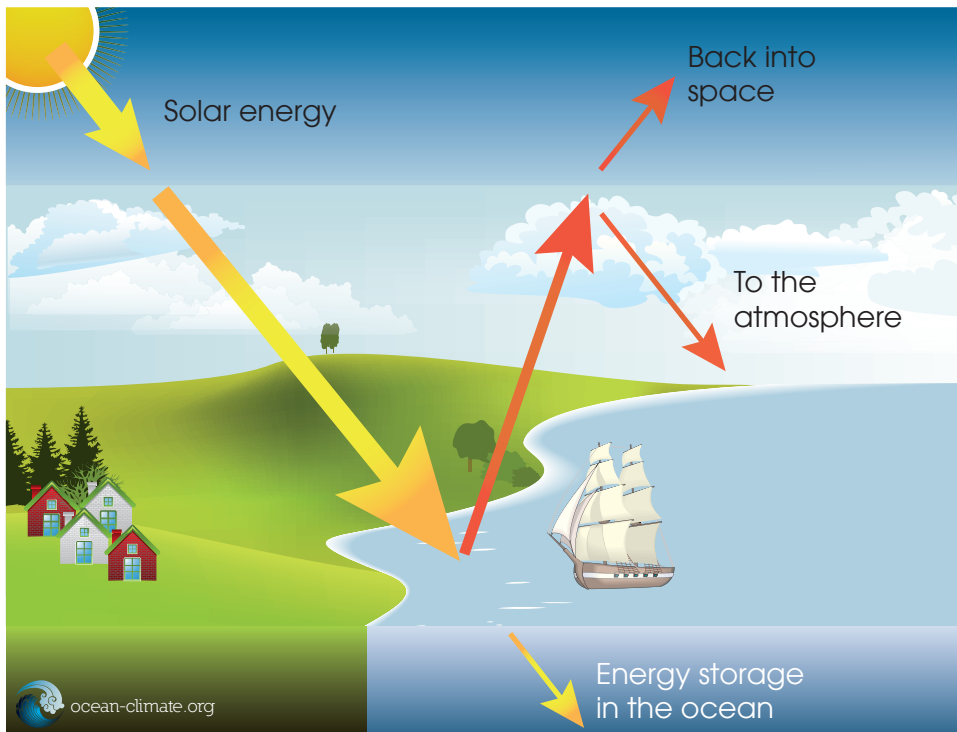 Back into
space
Solar energy
To the
atmosphere
Energy storage
in the ocean
ocean-climate.org